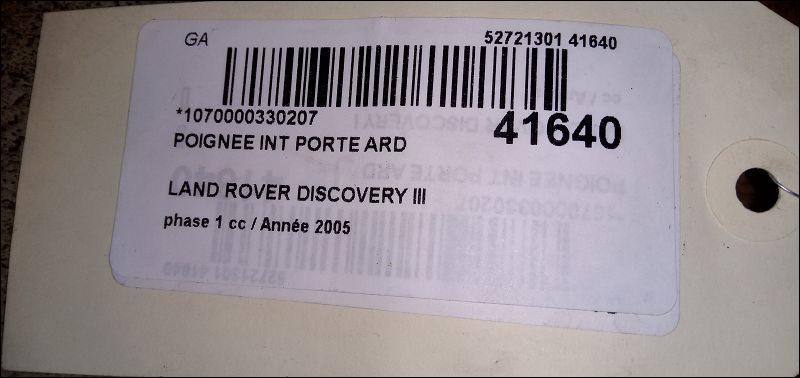 GA
52721301 41640
*1070000330207
41640
POIGNEE INT PORTE ARD
LAND ROVER DISCOVERY III
phase 1 cc / Année 2005